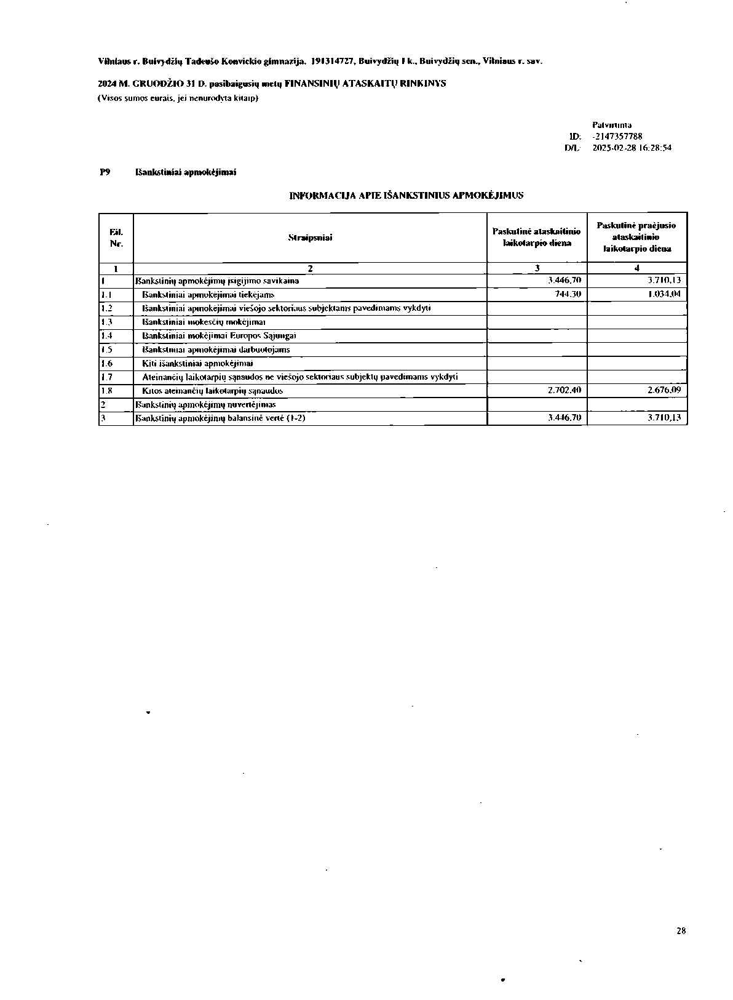 Vilniaus r. Buivydžių Tadeušo Konvickio gimnazija, 191314727, Buivydžių I k., Buivydžių sen., Vilniaus r. sav.
2024 M. GRUODŽIO 31 D. pasibaigusių metų FINANSINIŲ ATASKAITŲ RINKINYS
(Visos sumos eurais, jei nenurodyta kitaip)
Patvirtinta
ID: -2147357788
D/L: 2025-02-28 16:28:54
P9 Išankstiniai apmokėjimai
INFORMACIJA APIE IŠANKSTINIUS APMOKĖJIMUS
Eil. Nr. Straipsniai Paskutinė ataskaitinio laikotarpio diena Paskutinė praėjusio ataskaitinio laikotarpio diena
1 2 3 4
1 Išankstinių apmokėjimų įsigijimo savikaina 3.446,70 3.710,13
1.1 Išankstiniai apmokėjimai tiekėjams 744,30 1.034,04
1.2 Išankstiniai apmokėjimai viešojo sektoriaus subjektams pavedimams vykdyti
1.3 Išankstiniai mokesčių mokėjimai
1.4 Išankstiniai mokėjimai Europos Sąjungai
1.5 Išankstiniai apmokėjimai darbuotojams
1.6 Kiti išankstiniai apmokėjimai
1.7 Ateinančių laikotarpių sąnaudos ne viešojo sektoriaus subjektų pavedimams vykdyti
1.8 Kitos ateinančių laikotarpių sąnaudos 2.702,40 2.676,09
2 Išankstinių apmokėjimų nuvertėjimas
3 Išankstinių apmokėjimų balansinė vertė (1-2) 3.446,70 3.710,13
28